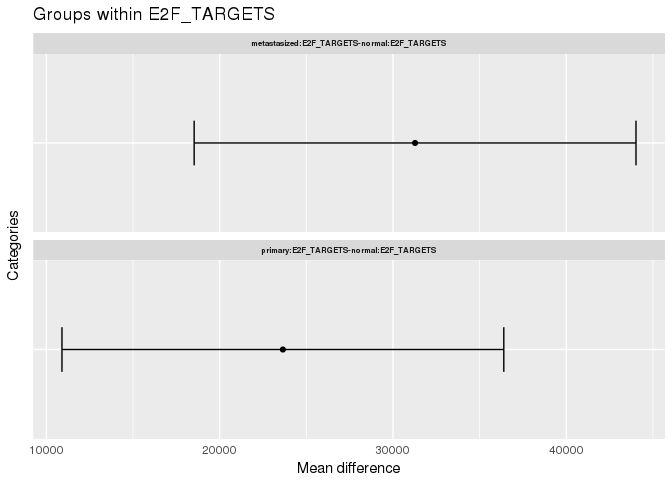 Groups within E2F_TARGETS
metastasized:E2F_TARGETS-normal:E2F_TARGETS
primary:E2F_TARGETS-normal:E2F_TARGETS
Categories
10000 20000 30000 40000
Mean difference